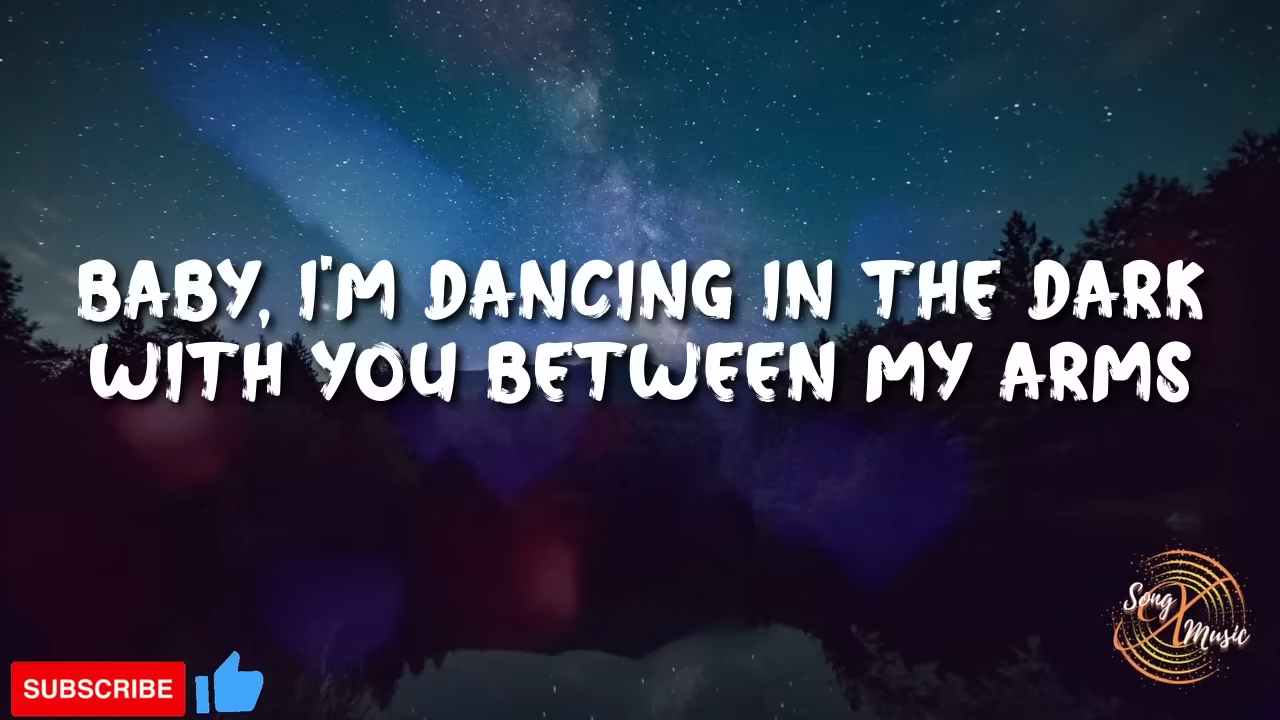 BABY, I'M DANCING IN THE DARK
WITH YOU BETWEEN MY ARMS
Song X Music
SUBSCRIBE